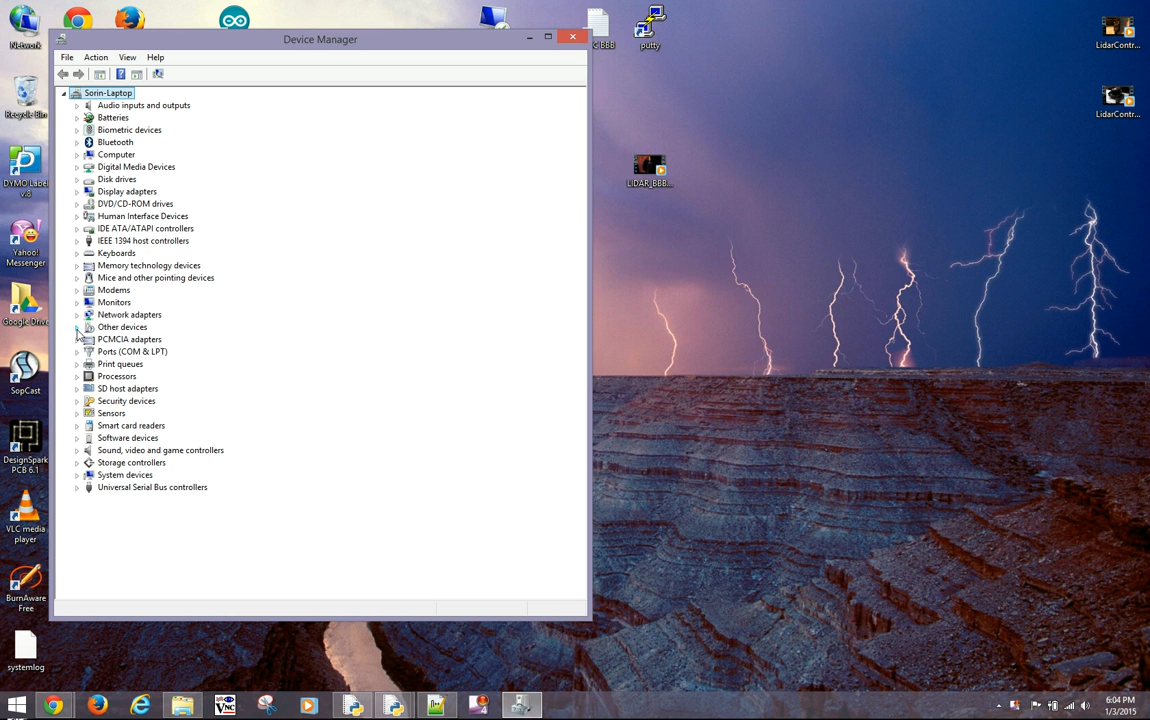 Device Manager
File Action View Help
Sorin-Laptop
Audio inputs and outputs
Batteries
Biometric devices
Bluetooth
Computer
Digital Media Devices
Disk drives
Display adapters
DVD/CD-ROM drives
Human Interface Devices
IDE ATA/ATAPI controllers
IEEE 1394 host controllers
Keyboards
Memory technology devices
Mice and other pointing devices
Modems
Monitors
Network adapters
Other devices
PCMCIA adapters
Ports (COM & LPT)
Print queues
Processors
SD host adapters
Security devices
Sensors
Smart card readers
Software devices
Sound, video and game controllers
Storage controllers
System devices
Universal Serial Bus controllers
Network
Recycle Bin
DYMO Label
v.8
Yahoo!
Messenger
Google Drive
SopCast
DesignSpark
PCB 6.1
VLC media
player
BurnAware
Free
systemlog
C_BBB
putty
LIDAR_BBB...
LidarContr...
LidarContr...
VNC
6:04 PM
1/3/2015